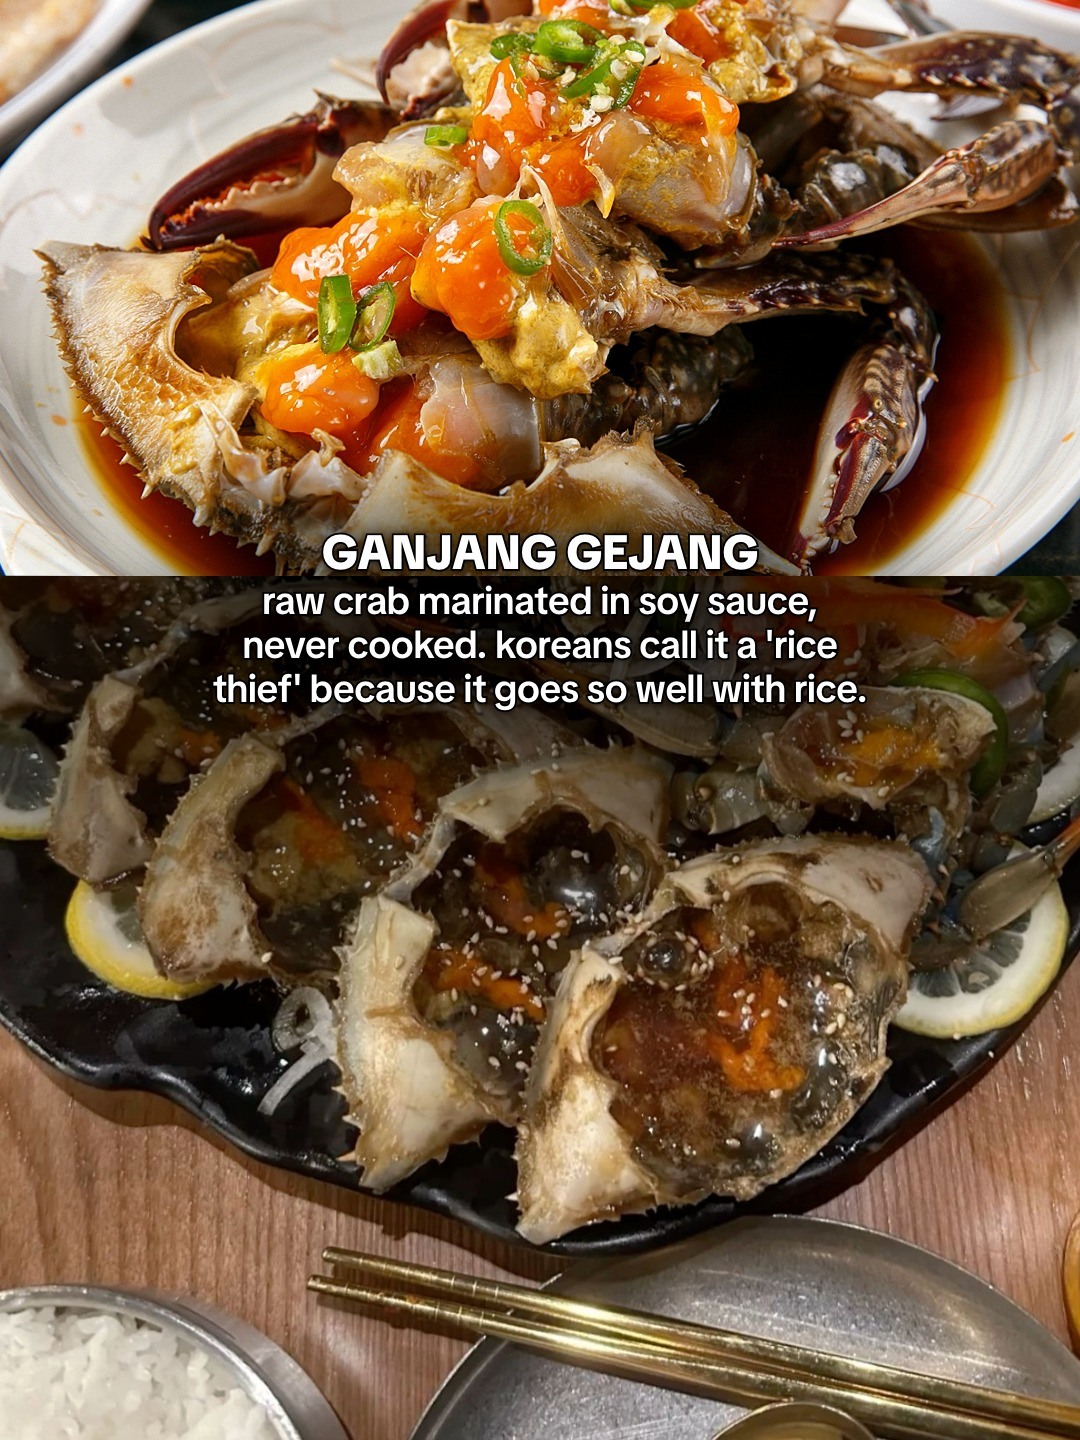 GANJANG GEJANG
raw crab marinated in soy sauce,
never cooked. koreans call it a 'rice
thief' because it goes so well with rice.